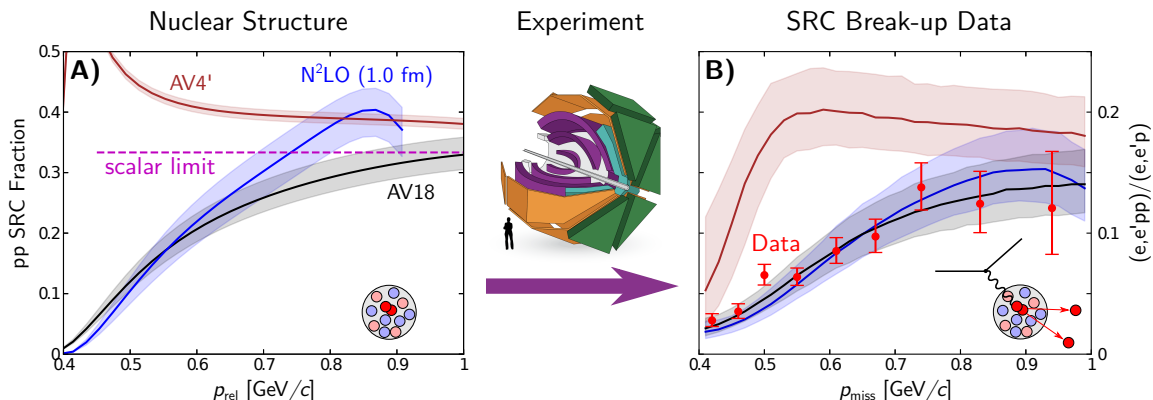 Nuclear Structure
Experiment
SRC Break-up Data
A)
AV4'
N²LO (1.0 fm)
scalar limit
AV18
pp SRC Fraction
0.5
0.4
0.3
0.2
0.1
0
0.4 0.5 0.6 0.7 0.8 0.9 1
p_rel [GeV/c]
B)
Data
0.2
0.1
0
(e,e'pp)/(e,e'p)
0.4 0.5 0.6 0.7 0.8 0.9 1
p_miss [GeV/c]